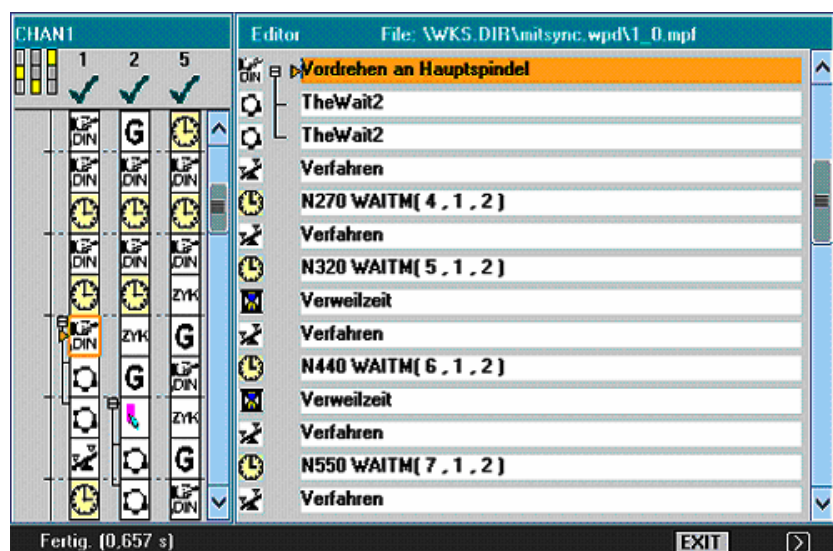 CHAN1
Editor File: \WKS.DIR\mitsync.wpd\1_0.mpf
1 2 5
DIN Vordrehen an Hauptspindel
TheWait2
DIN G
TheWait2
DIN DIN DIN
Verfahren
N270 WAITM( 4 , 1 , 2 )
Verfahren
DIN DIN DIN
N320 WAITM( 5 , 1 , 2 )
ZYK
Verweilzeit
DIN ZYK G
Verfahren
G DIN
N440 WAITM( 6 , 1 , 2 )
Verweilzeit
ZYK
Verfahren
G
N550 WAITM( 7 , 1 , 2 )
DIN
Verfahren
Fertig. (0,657 s)
EXIT